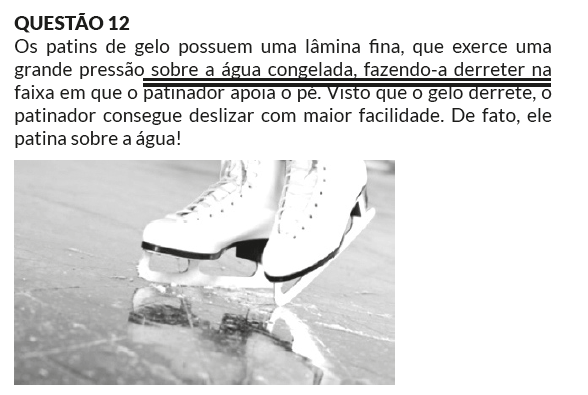 QUESTÃO 12
Os patins de gelo possuem uma lâmina fina, que exerce uma
grande pressão sobre a água congelada, fazendo-a derreter na
faixa em que o patinador apoia o pé. Visto que o gelo derrete, o
patinador consegue deslizar com maior facilidade. De fato, ele
patina sobre a água!